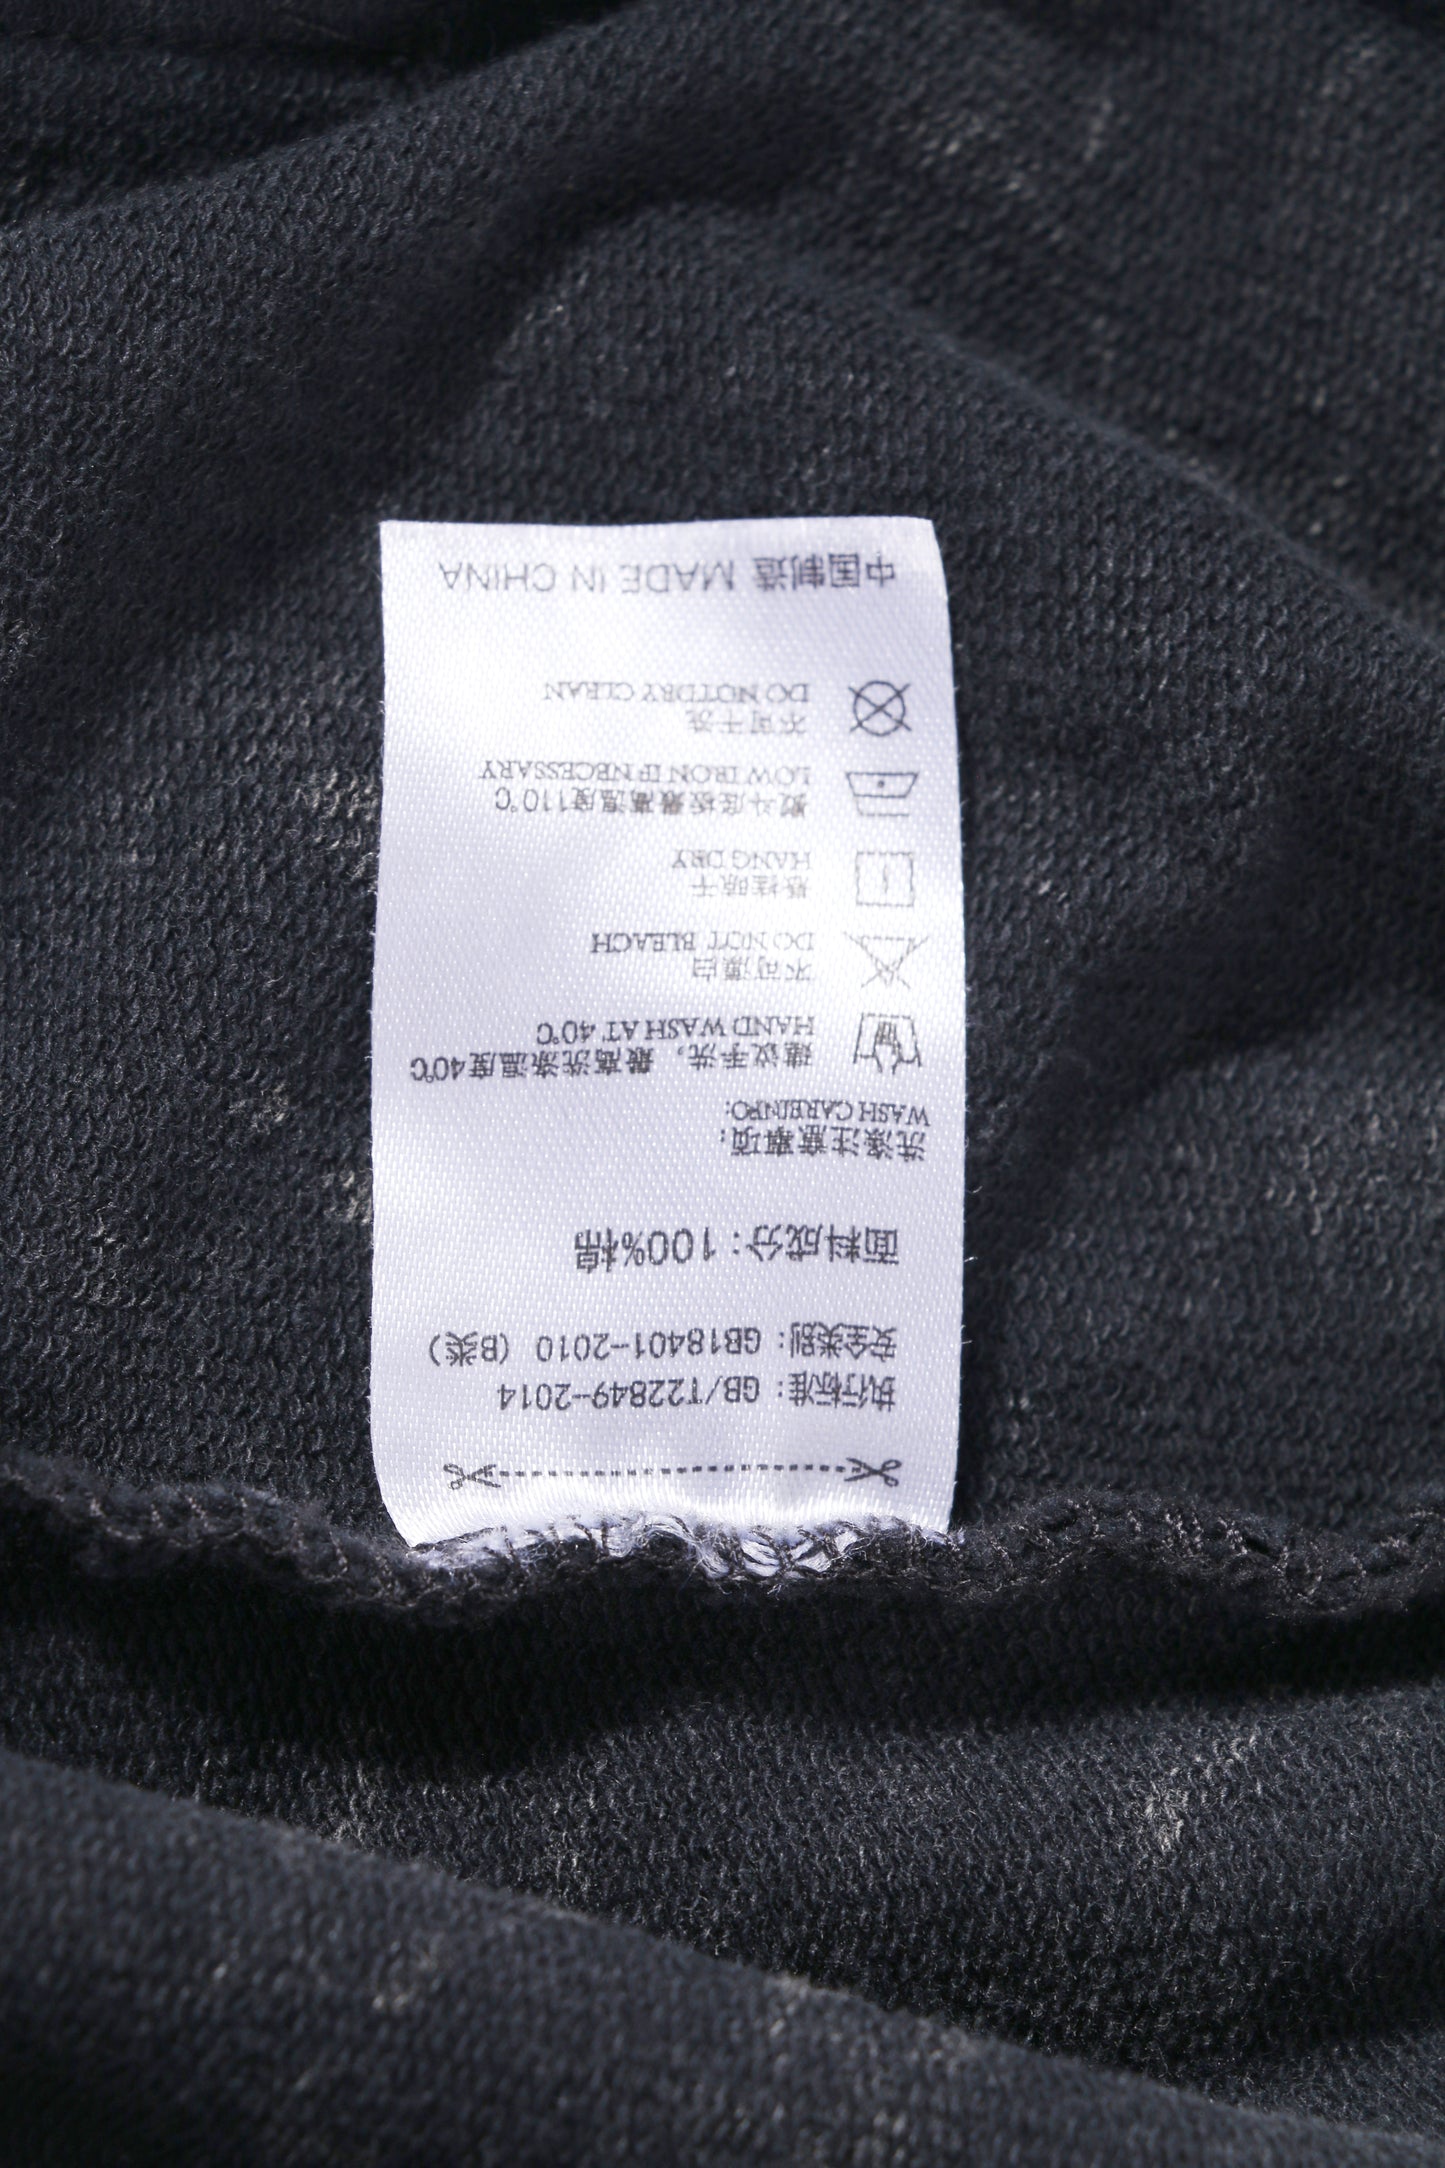 执行标准：GB/T22849-2014
安全类别：GB18401-2010（B类）
面料成分：100%棉
洗涤注意事项：
WASH CAREINFO:
建议手洗，最高洗涤温度40℃
HAND WASH AT 40℃
不可漂白
DO NOT BLEACH
悬挂晾干
HANG DRY
熨斗底板最高温度110℃
LOW IRON IF NECESSARY
不可干洗
DO NOTDRY CLEAN
中国制造 MADE IN CHINA